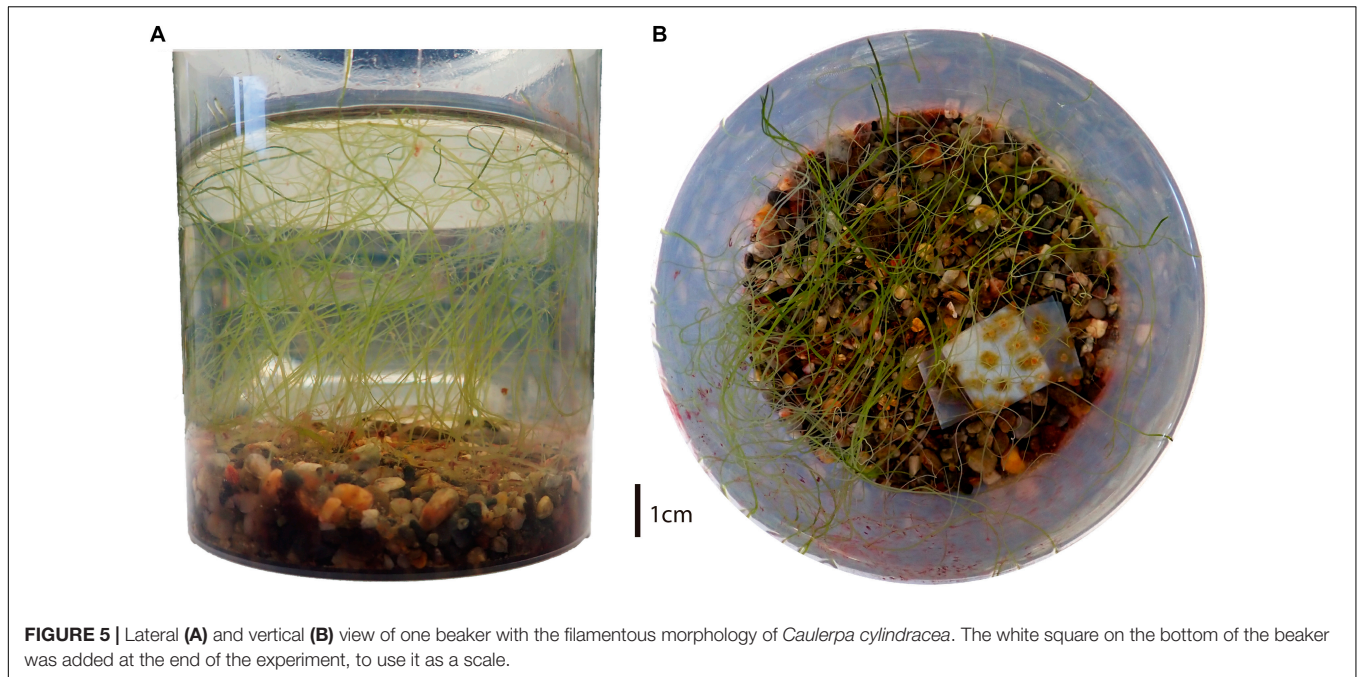 A
B
1cm
FIGURE 5 | Lateral (A) and vertical (B) view of one beaker with the filamentous morphology of Caulerpa cylindracea. The white square on the bottom of the beaker
was added at the end of the experiment, to use it as a scale.